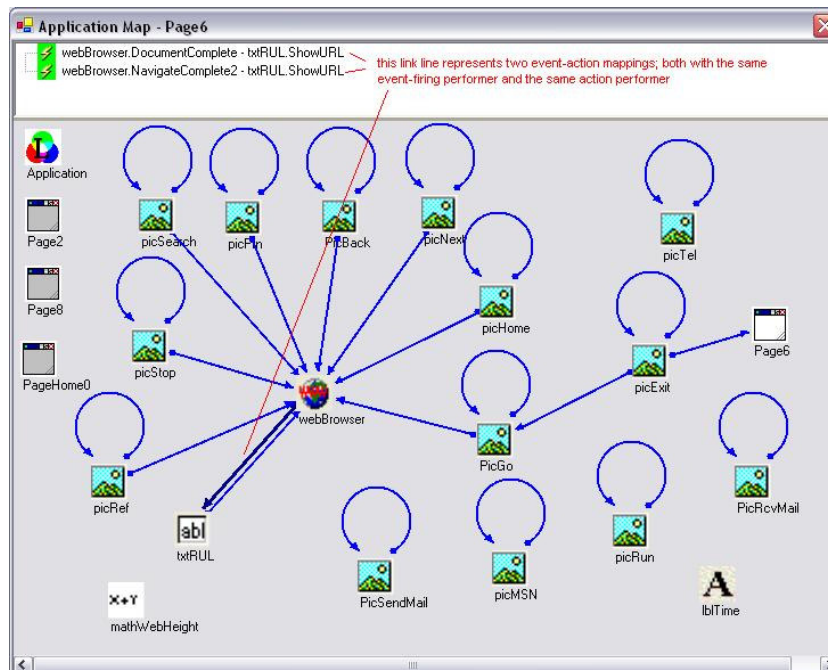 Application Map - Page6
webBrowser.DocumentComplete - txtRUL.ShowURL
webBrowser.NavigateComplete2 - txtRUL.ShowURL
this link line represents two event-action mappings; both with the same
event-firing performer and the same action performer
L
Application
picSearch
picPin
PicBack
picNext
Page2
picTel
Page8
picHome
picStop
Page6
PageHome0
picExit
webBrowser
PicGo
picRef
PicRcvMail
abl
txtRUL
picRun
PicSendMail
picMSN
A
lblTime
X+Y
mathWebHeight